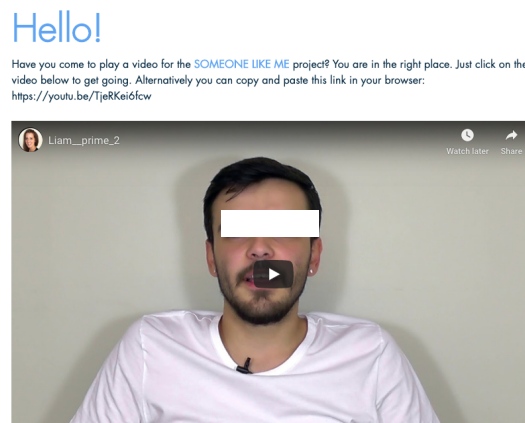 Hello!
Have you come to play a video for the SOMEONE LIKE ME project? You are in the right place. Just click on the
video below to get going. Alternatively you can copy and paste this link in your browser:
https://youtu.be/TjeRKei6fcw
Liam__prime_2
Watch later
Share